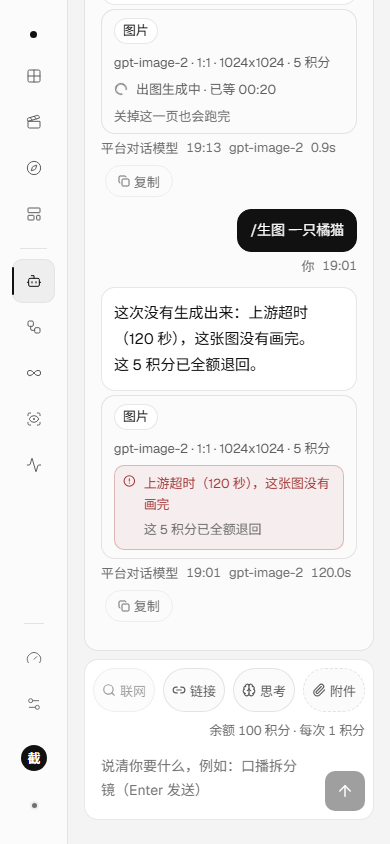 图片
gpt-image-2 · 1:1 · 1024x1024 · 5 积分
出图生成中 · 已等 00:20
关掉这一页也会跑完
平台对话模型 19:13 gpt-image-2 0.9s
复制
/生图 一只橘猫
你 19:01
这次没有生成出来：上游超时
（120 秒），这张图没有画完。
这 5 积分已全额退回。
图片
gpt-image-2 · 1:1 · 1024x1024 · 5 积分
上游超时（120 秒），这张图没有
画完
这 5 积分已全额退回
平台对话模型 19:01 gpt-image-2 120.0s
复制
联网 链接 思考 附件
余额 100 积分 · 每次 1 积分
说清你要什么，例如：口播拆分
镜（Enter 发送）
截